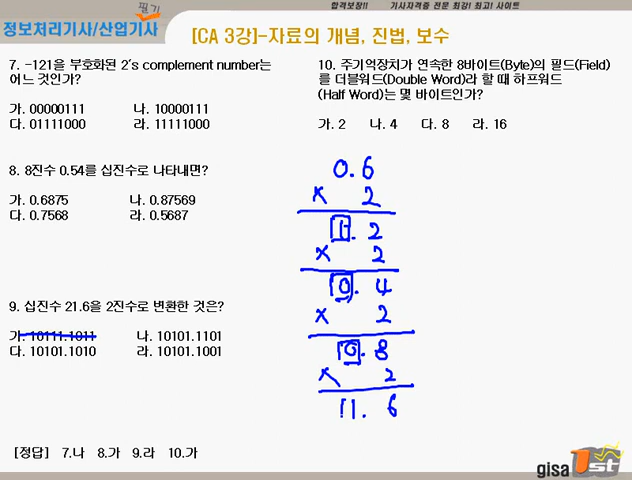 필기
합격보장!! 기사자격증 전문 최강! 최고! 사이트
정보처리기사/산업기사
[CA 3강]-자료의 개념, 진법, 보수
7. -121을 부호화된 2's complement number는
어느 것인가?
가. 00000111 나. 10000111
다. 01111000 라. 11111000
8. 8진수 0.54를 십진수로 나타내면?
가. 0.6875 나. 0.87569
다. 0.7568 라. 0.5687
9. 십진수 21.6을 2진수로 변환한 것은?
가. 10111.1011 나. 10101.1101
다. 10101.1010 라. 10101.1001
10. 주기억장치가 연속한 8바이트(Byte)의 필드(Field)
를 더블워드(Double Word)라 할 때 하프워드
(Half Word)는 몇 바이트인가?
가. 2 나. 4 다. 8 라. 16
0.6
× 2
1.2
× 2
0.4
× 2
0.8
× 2
1.6
[정답] 7.나 8.가 9.라 10.가
gisa 1st